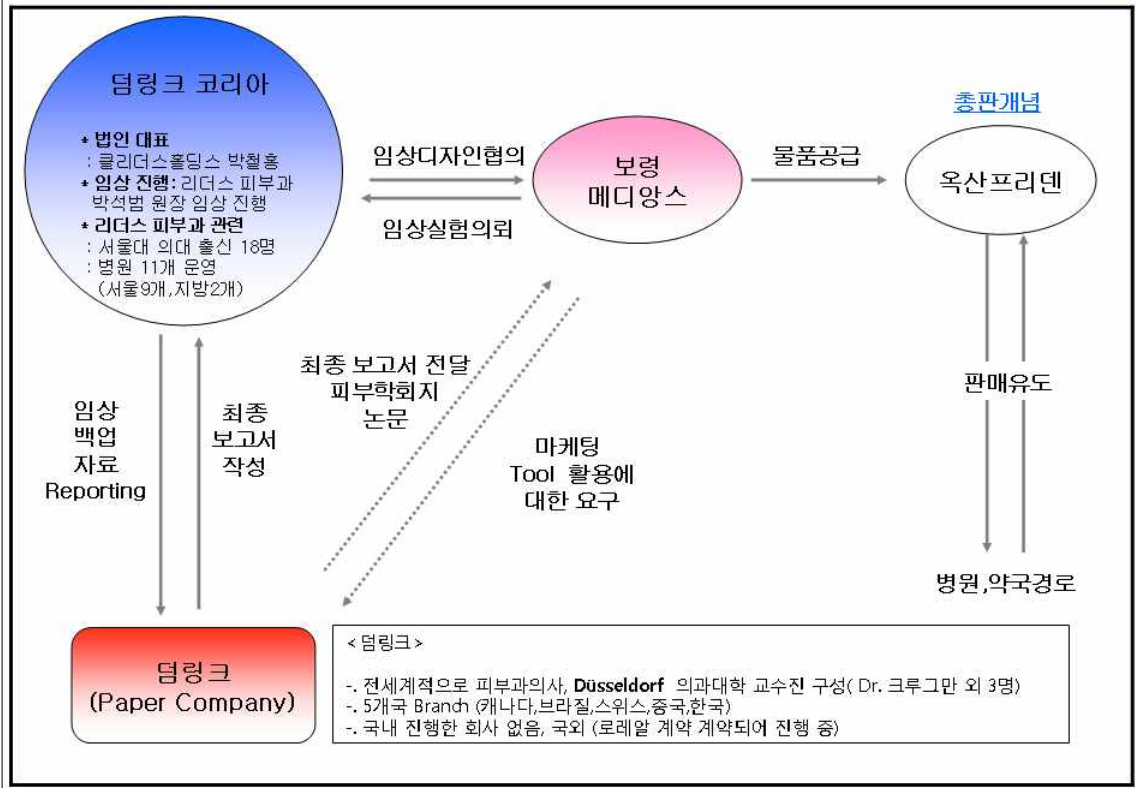 덤링크 코리아
* 법인 대표
: 클리더스홀딩스 박철홍
* 임상 진행: 리더스 피부과
박석범 원장 임상 진행
* 리더스 피부과 관련
: 서울대 의대 출신 18명
: 병원 11개 운영
(서울9개,지방2개)
임상디자인협의
임상실험의뢰
보령
메디앙스
물품공급
총판개념
옥산프리덴
임상
백업
자료
Reporting
최종
보고서
작성
최종 보고서 전달
피부학회지
논문
마케팅
Tool 활용에
대한 요구
판매유도
병원,약국경로
덤링크
(Paper Company)
<덤링크>
-. 전세계적으로 피부과의사, Düsseldorf 의과대학 교수진 구성( Dr. 크루그만 외 3명)
-. 5개국 Branch (캐나다,브라질,스위스,중국,한국)
-. 국내 진행한 회사 없음, 국외 (로레알 계약 계약되어 진행 중)